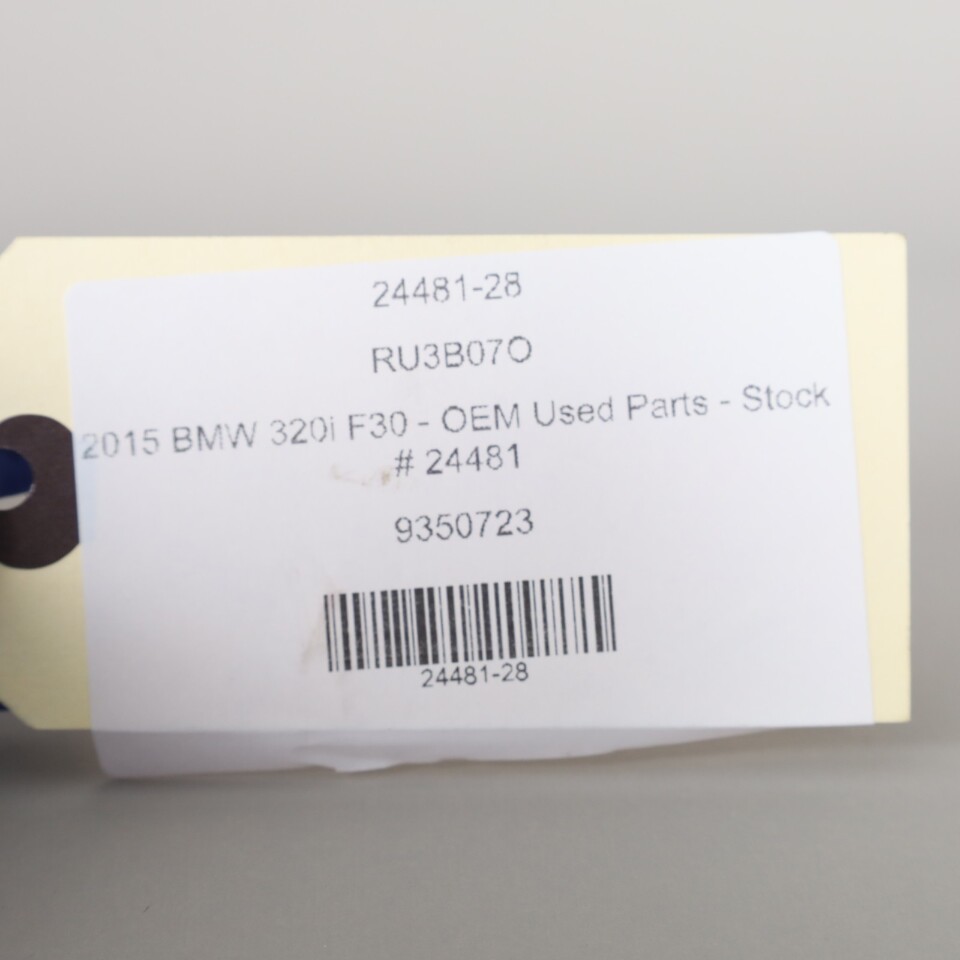 24481-28
RU3B07O
2015 BMW 320i F30 - OEM Used Parts - Stock
# 24481
9350723
24481-28